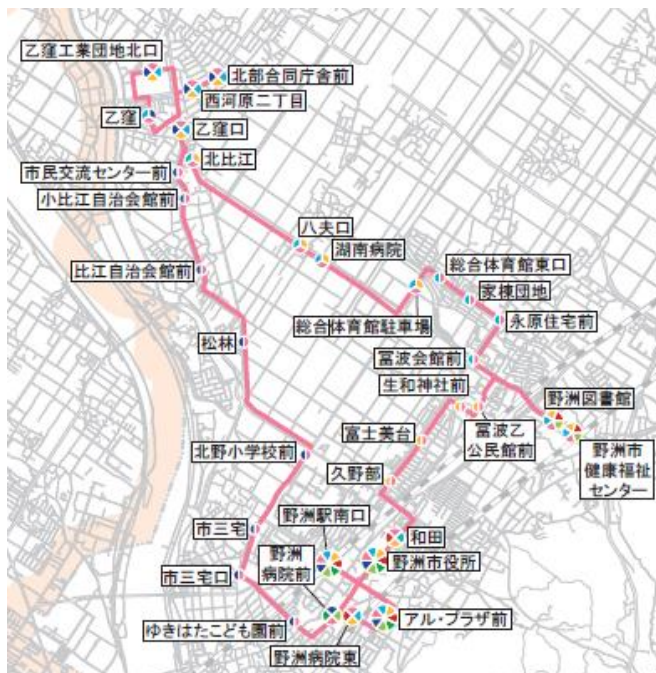 乙窪工業団地北口
北部合同庁舎前
西河原二丁目
乙窪
乙窪口
北比江
市民交流センター前
小比江自治会館前
八夫口
湖南病院
比江自治会館前
総合体育館東口
家棟団地
総合体育館駐車場
永原住宅前
松林
冨波会館前
生和神社前
野洲図書館
富士美台
冨波乙
公民館前
野洲市
健康福祉
センター
北野小学校前
久野部
野洲駅南口
市三宅
和田
野洲
病院前
野洲市役所
市三宅口
アル・プラザ前
ゆきはたこども園前
野洲病院東